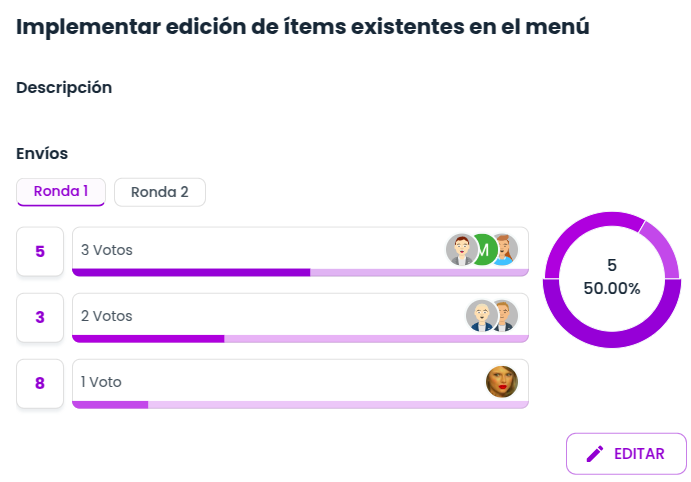 Implementar edición de ítems existentes en el menú
Descripción
Envíos
Ronda 1
Ronda 2
5
3 Votos
M
3
2 Votos
8
1 Voto
5
50.00%
EDITAR